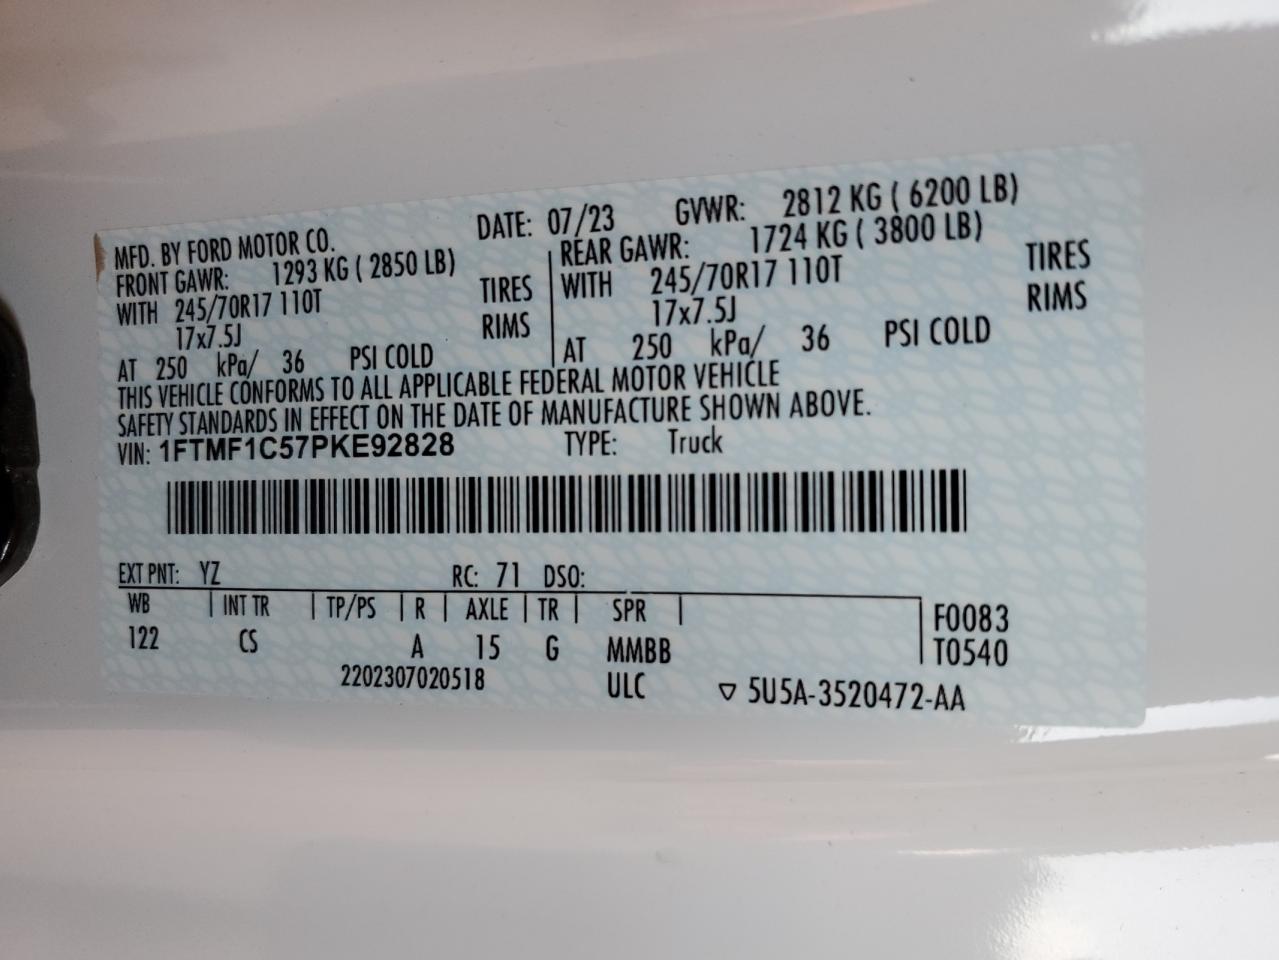 MFD. BY FORD MOTOR CO. DATE: 07/23 GVWR: 2812 KG ( 6200 LB)
FRONT GAWR: 1293 KG ( 2850 LB)
WITH 245/70R17 110T TIRES
17x7.5J RIMS
AT 250 kPa/ 36 PSI COLD
REAR GAWR: 1724 KG ( 3800 LB)
WITH 245/70R17 110T TIRES
17x7.5J RIMS
AT 250 kPa/ 36 PSI COLD
THIS VEHICLE CONFORMS TO ALL APPLICABLE FEDERAL MOTOR VEHICLE
SAFETY STANDARDS IN EFFECT ON THE DATE OF MANUFACTURE SHOWN ABOVE.
VIN: 1FTMF1C57PKE92828 TYPE: Truck
EXT PNT: YZ RC: 71 DSO:
WB | INT TR | TP/PS | R | AXLE | TR | SPR | F0083
122 CS A 15 G MMBB T0540
2202307020518 ULC ▽ 5U5A-3520472-AA